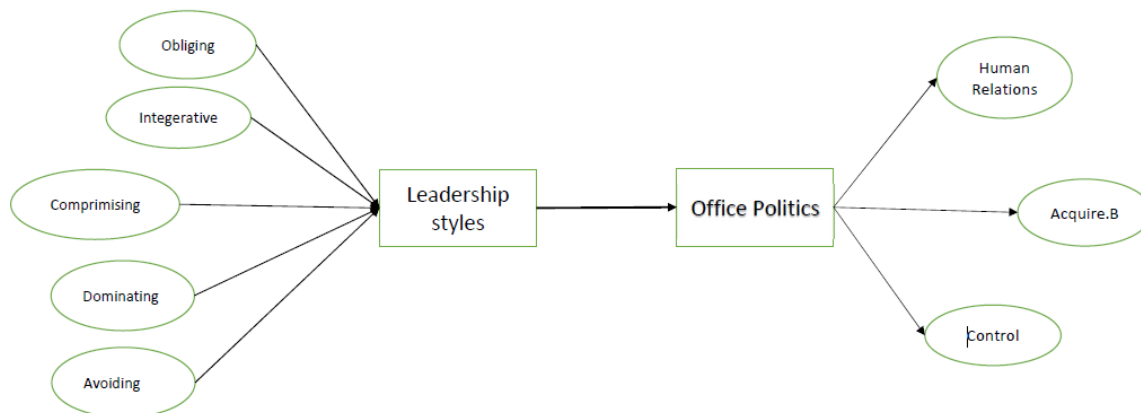 Obliging
Integerative
Comprimising
Dominating
Avoiding
Leadership
styles
Office Politics
Human
Relations
Acquire.B
Control